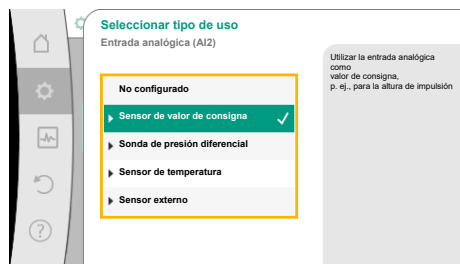 Seleccionar tipo de uso
Entrada analógica (AI2)
No configurado
Sensor de valor de consigna
Sonda de presión diferencial
Sensor de temperatura
Sensor externo
Utilizar la entrada analógica
como
valor de consigna,
p. ej., para la altura de impulsión